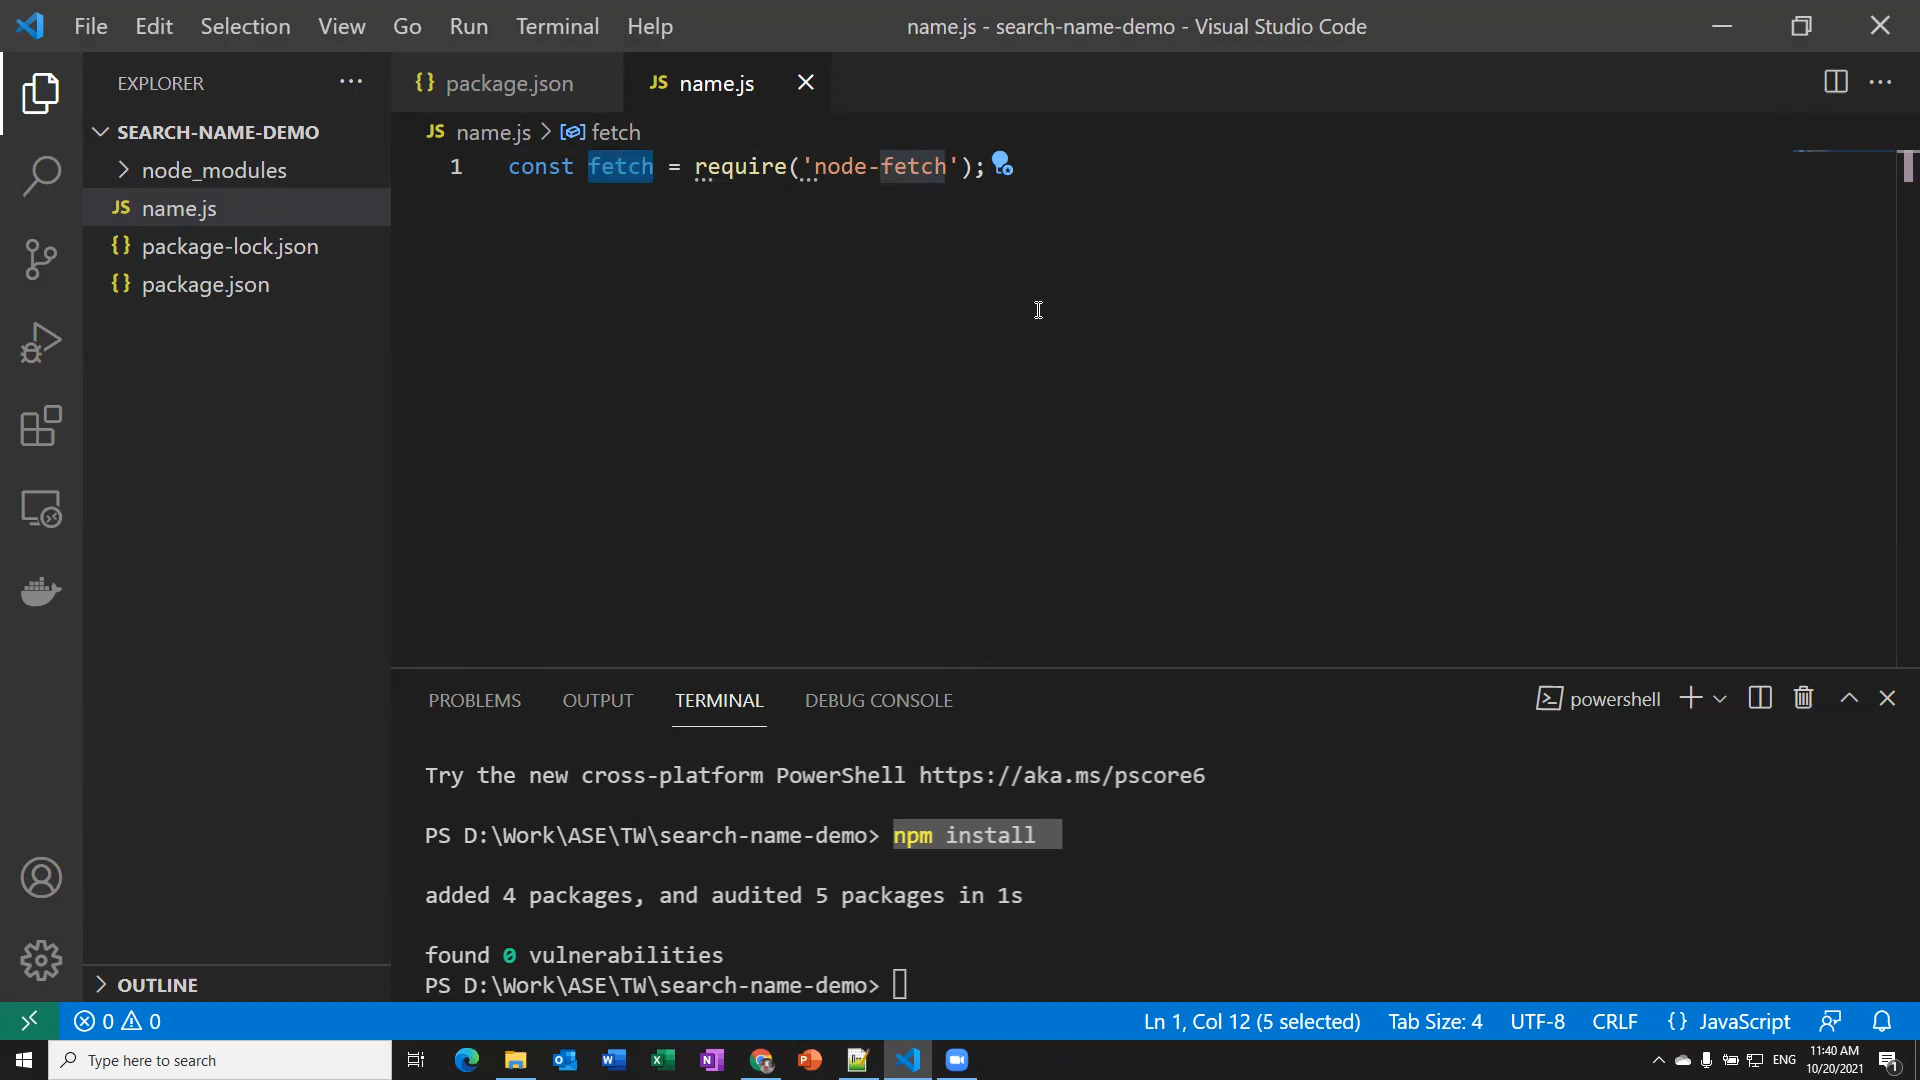 File Edit Selection View Go Run Terminal Help
name.js - search-name-demo - Visual Studio Code
EXPLORER
SEARCH-NAME-DEMO
node_modules
JS name.js
{} package-lock.json
{} package.json
OUTLINE
{} package.json
JS name.js
JS name.js > fetch
1 const fetch = require('node-fetch');
PROBLEMS OUTPUT TERMINAL DEBUG CONSOLE
powershell
Try the new cross-platform PowerShell https://aka.ms/pscore6
PS D:\Work\ASE\TW\search-name-demo> npm install
added 4 packages, and audited 5 packages in 1s
found 0 vulnerabilities
PS D:\Work\ASE\TW\search-name-demo>
0 0
Ln 1, Col 12 (5 selected) Tab Size: 4 UTF-8 CRLF {} JavaScript
Type here to search
ENG
11:40 AM
10/20/2021
1